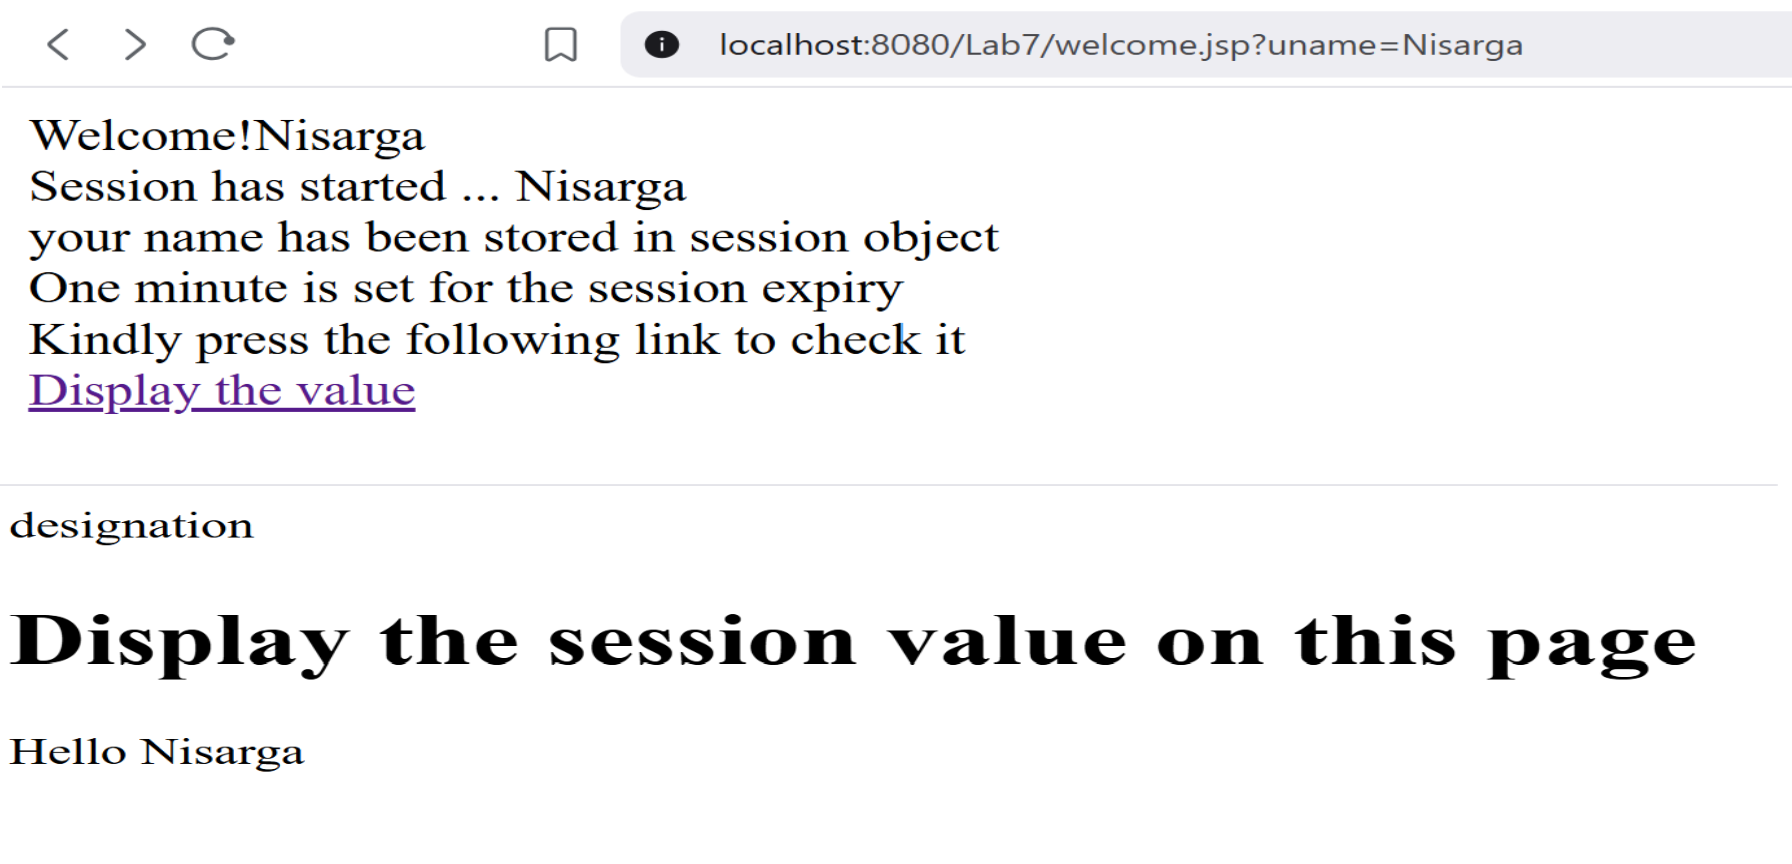 localhost:8080/Lab7/welcome.jsp?uname=Nisarga
Welcome!Nisarga
Session has started ... Nisarga
your name has been stored in session object
One minute is set for the session expiry
Kindly press the following link to check it
Display the value
designation
Display the session value on this page
Hello Nisarga